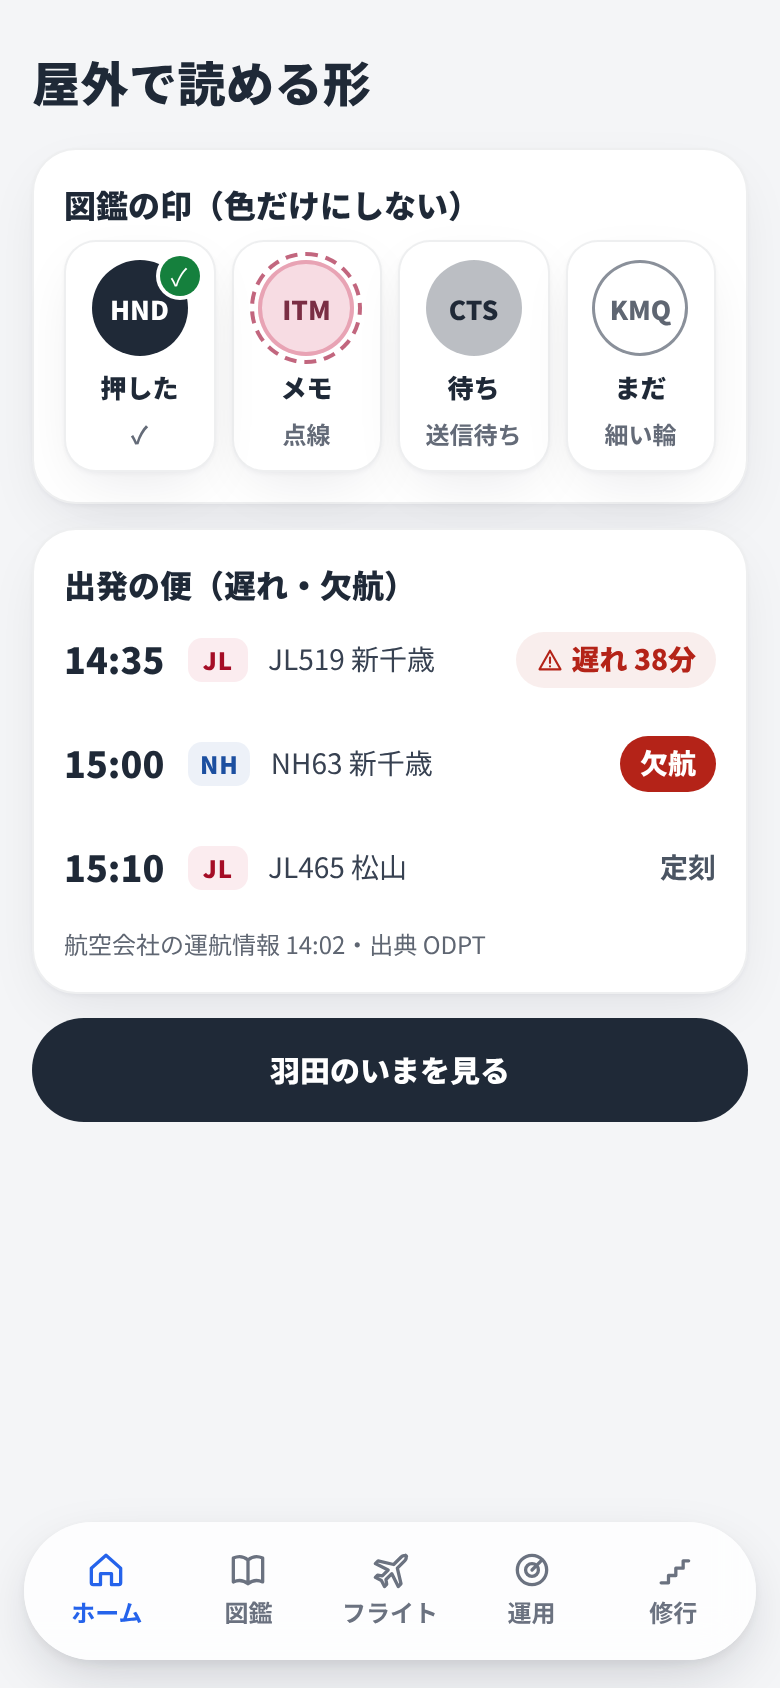 屋外で読める形
図鑑の印（色だけにしない）
HND ✓ ITM CTS KMQ
押した メモ 待ち まだ
✓ 点線 送信待ち 細い輪
出発の便（遅れ・欠航）
14:35 JL JL519 新千歳 遅れ 38分
15:00 NH NH63 新千歳 欠航
15:10 JL JL465 松山 定刻
航空会社の運航情報 14:02・出典 ODPT
羽田のいまを見る
ホーム 図鑑 フライト 運用 修行